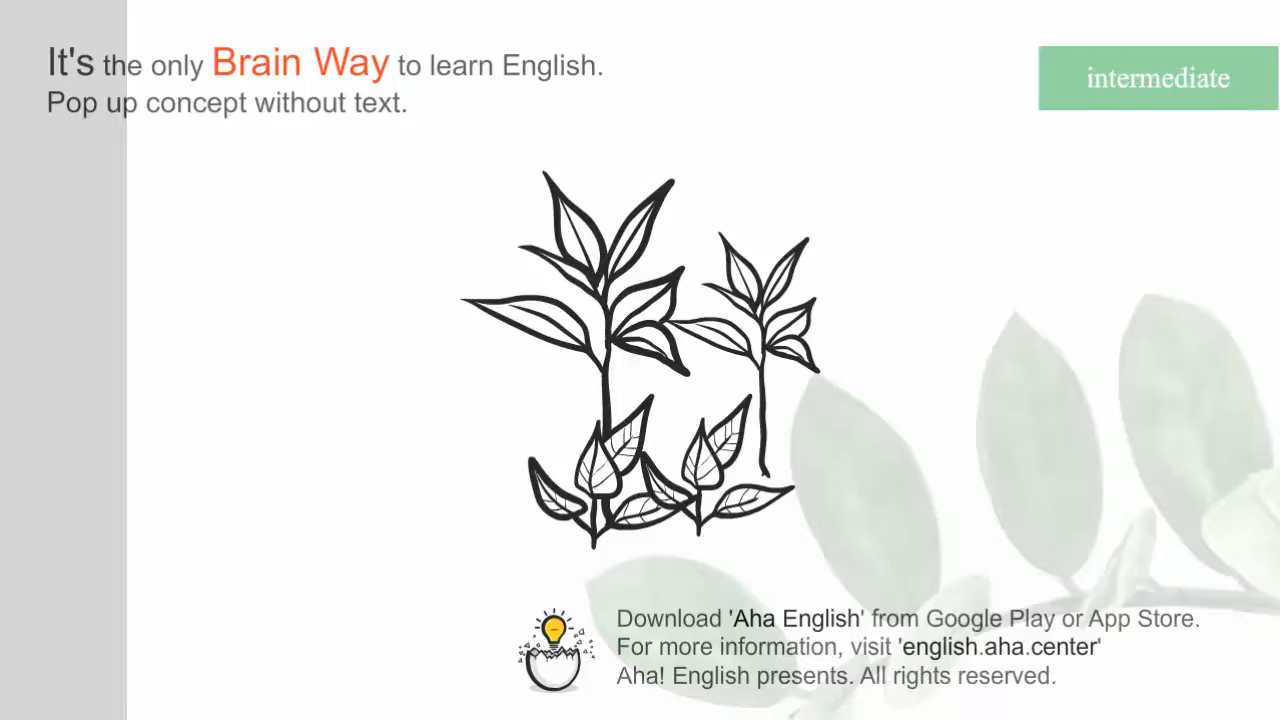 It's the only Brain Way to learn English.
Pop up concept without text.
intermediate
Download 'Aha English' from Google Play or App Store.
For more information, visit 'english.aha.center'
Aha! English presents. All rights reserved.